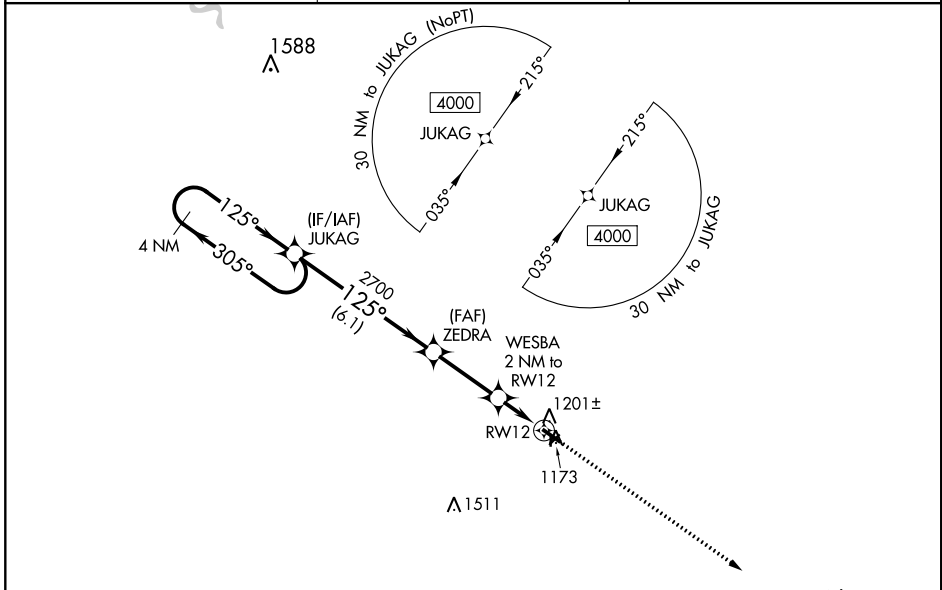 1588
30 NM to JUKAG (NoPT)
215°
4000
JUKAG
035°
215°
JUKAG
4000
035°
30 NM to JUKAG
125°
4 NM
305°
(IF/IAF)
JUKAG
2700
125°
(6.1)
(FAF)
ZEDRA
WESBA
2 NM to
RW12
1201±
RW12
1173
1511